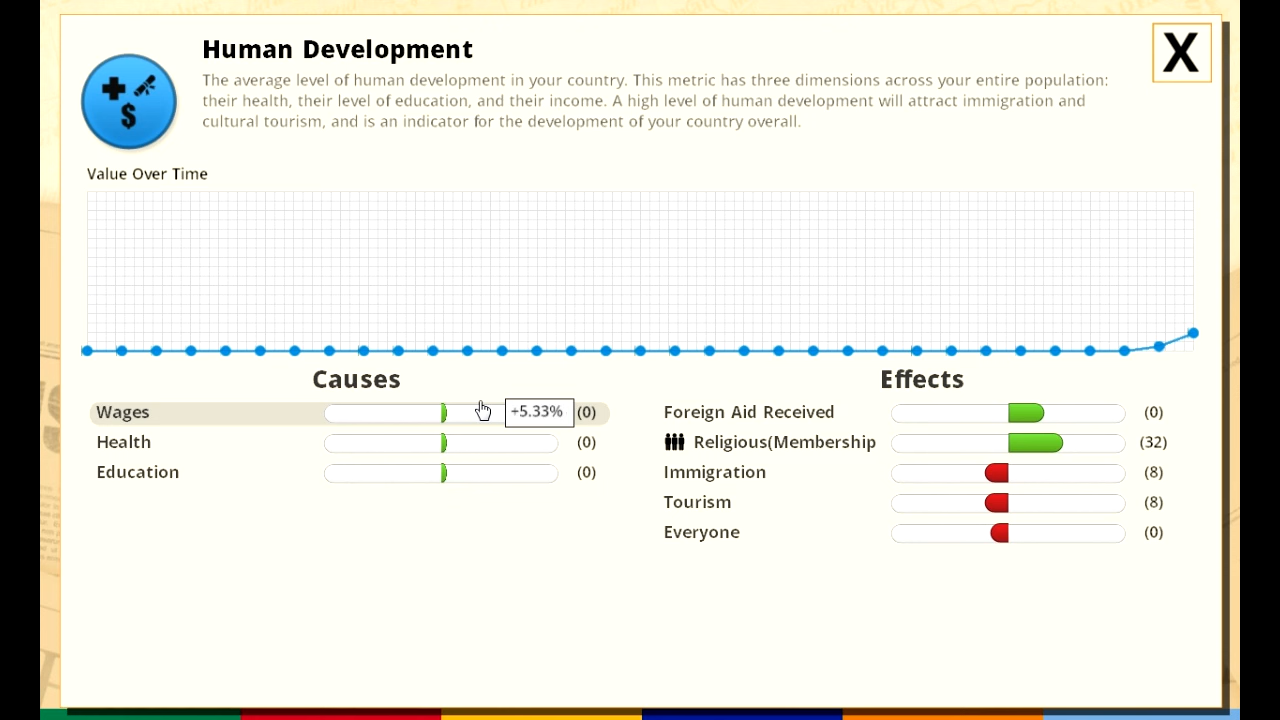 Human Development
X
The average level of human development in your country. This metric has three dimensions across your entire population:
their health, their level of education, and their income. A high level of human development will attract immigration and
cultural tourism, and is an indicator for the development of your country overall.
$
Value Over Time
Causes
Wages +5.33% (0)
Health (0)
Education (0)
Effects
Foreign Aid Received (0)
Religious(Membership (32)
Immigration (8)
Tourism (8)
Everyone (0)